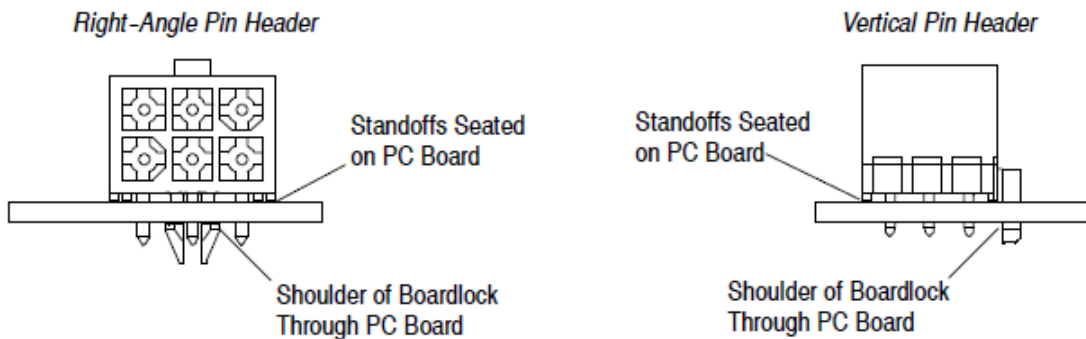 Right-Angle Pin Header
Standoffs Seated
on PC Board
Shoulder of Boardlock
Through PC Board
Vertical Pin Header
Standoffs Seated
on PC Board
Shoulder of Boardlock
Through PC Board